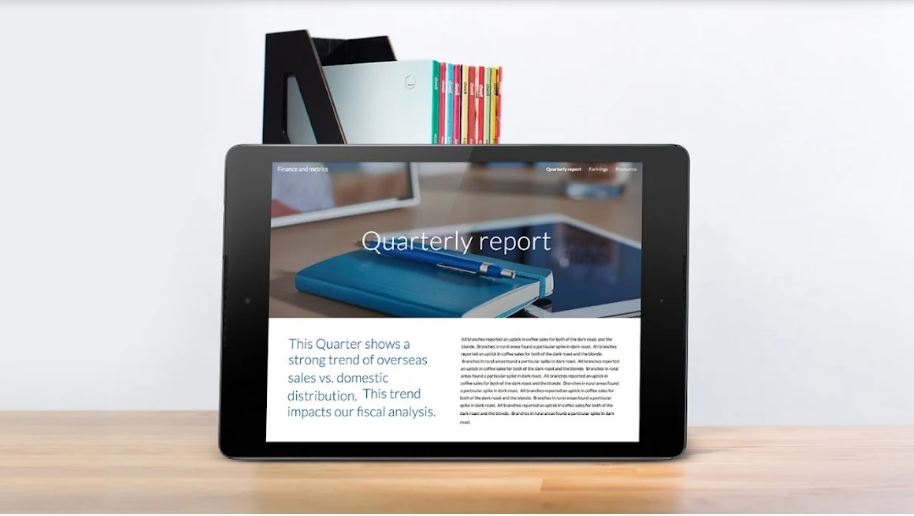 Finance and metrics
Quarterly report
Earnings
Resources
Quarterly report
This Quarter shows a
strong trend of overseas
sales vs. domestic
distribution. This trend
impacts our fiscal analysis.
All branches reported an uptick in coffee sales for both of the dark roast and the
blonde. Branches in rural areas found a particular spike in dark roast. All branches
reported an uptick in coffee sales for both of the dark roast and the blonde.
Branches in rural areas found a particular spike in dark roast. All branches reported
an uptick in coffee sales for both of the dark roast and the blonde. Branches in rural
areas found a particular spike in dark roast. All branches reported an uptick in
coffee sales for both of the dark roast and the blonde. Branches in rural areas found
a particular spike in dark roast. All branches reported an uptick in coffee sales for
both of the dark roast and the blonde. Branches in rural areas found a particular
spike in dark roast. All branches reported an uptick in coffee sales for both of the
dark roast and the blonde. Branches in rural areas found a particular spike in dark
roast.